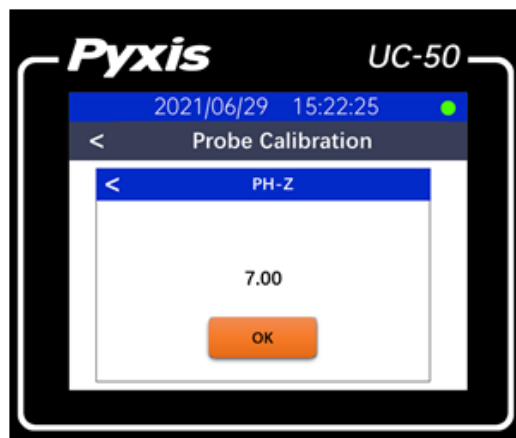 Pyxis UC-50
2021/06/29 15:22:25
< Probe Calibration
< PH-Z
7.00
OK